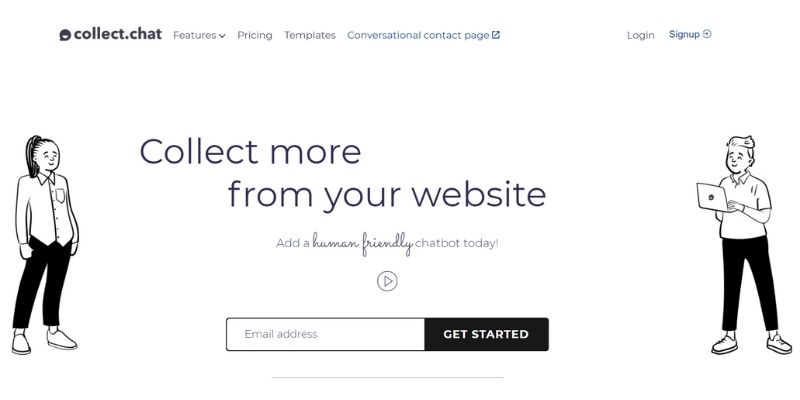 collect.chat Features Pricing Templates Conversational contact page Login Signup
Collect more
from your website
Add a human friendly chatbot today!
Email address GET STARTED